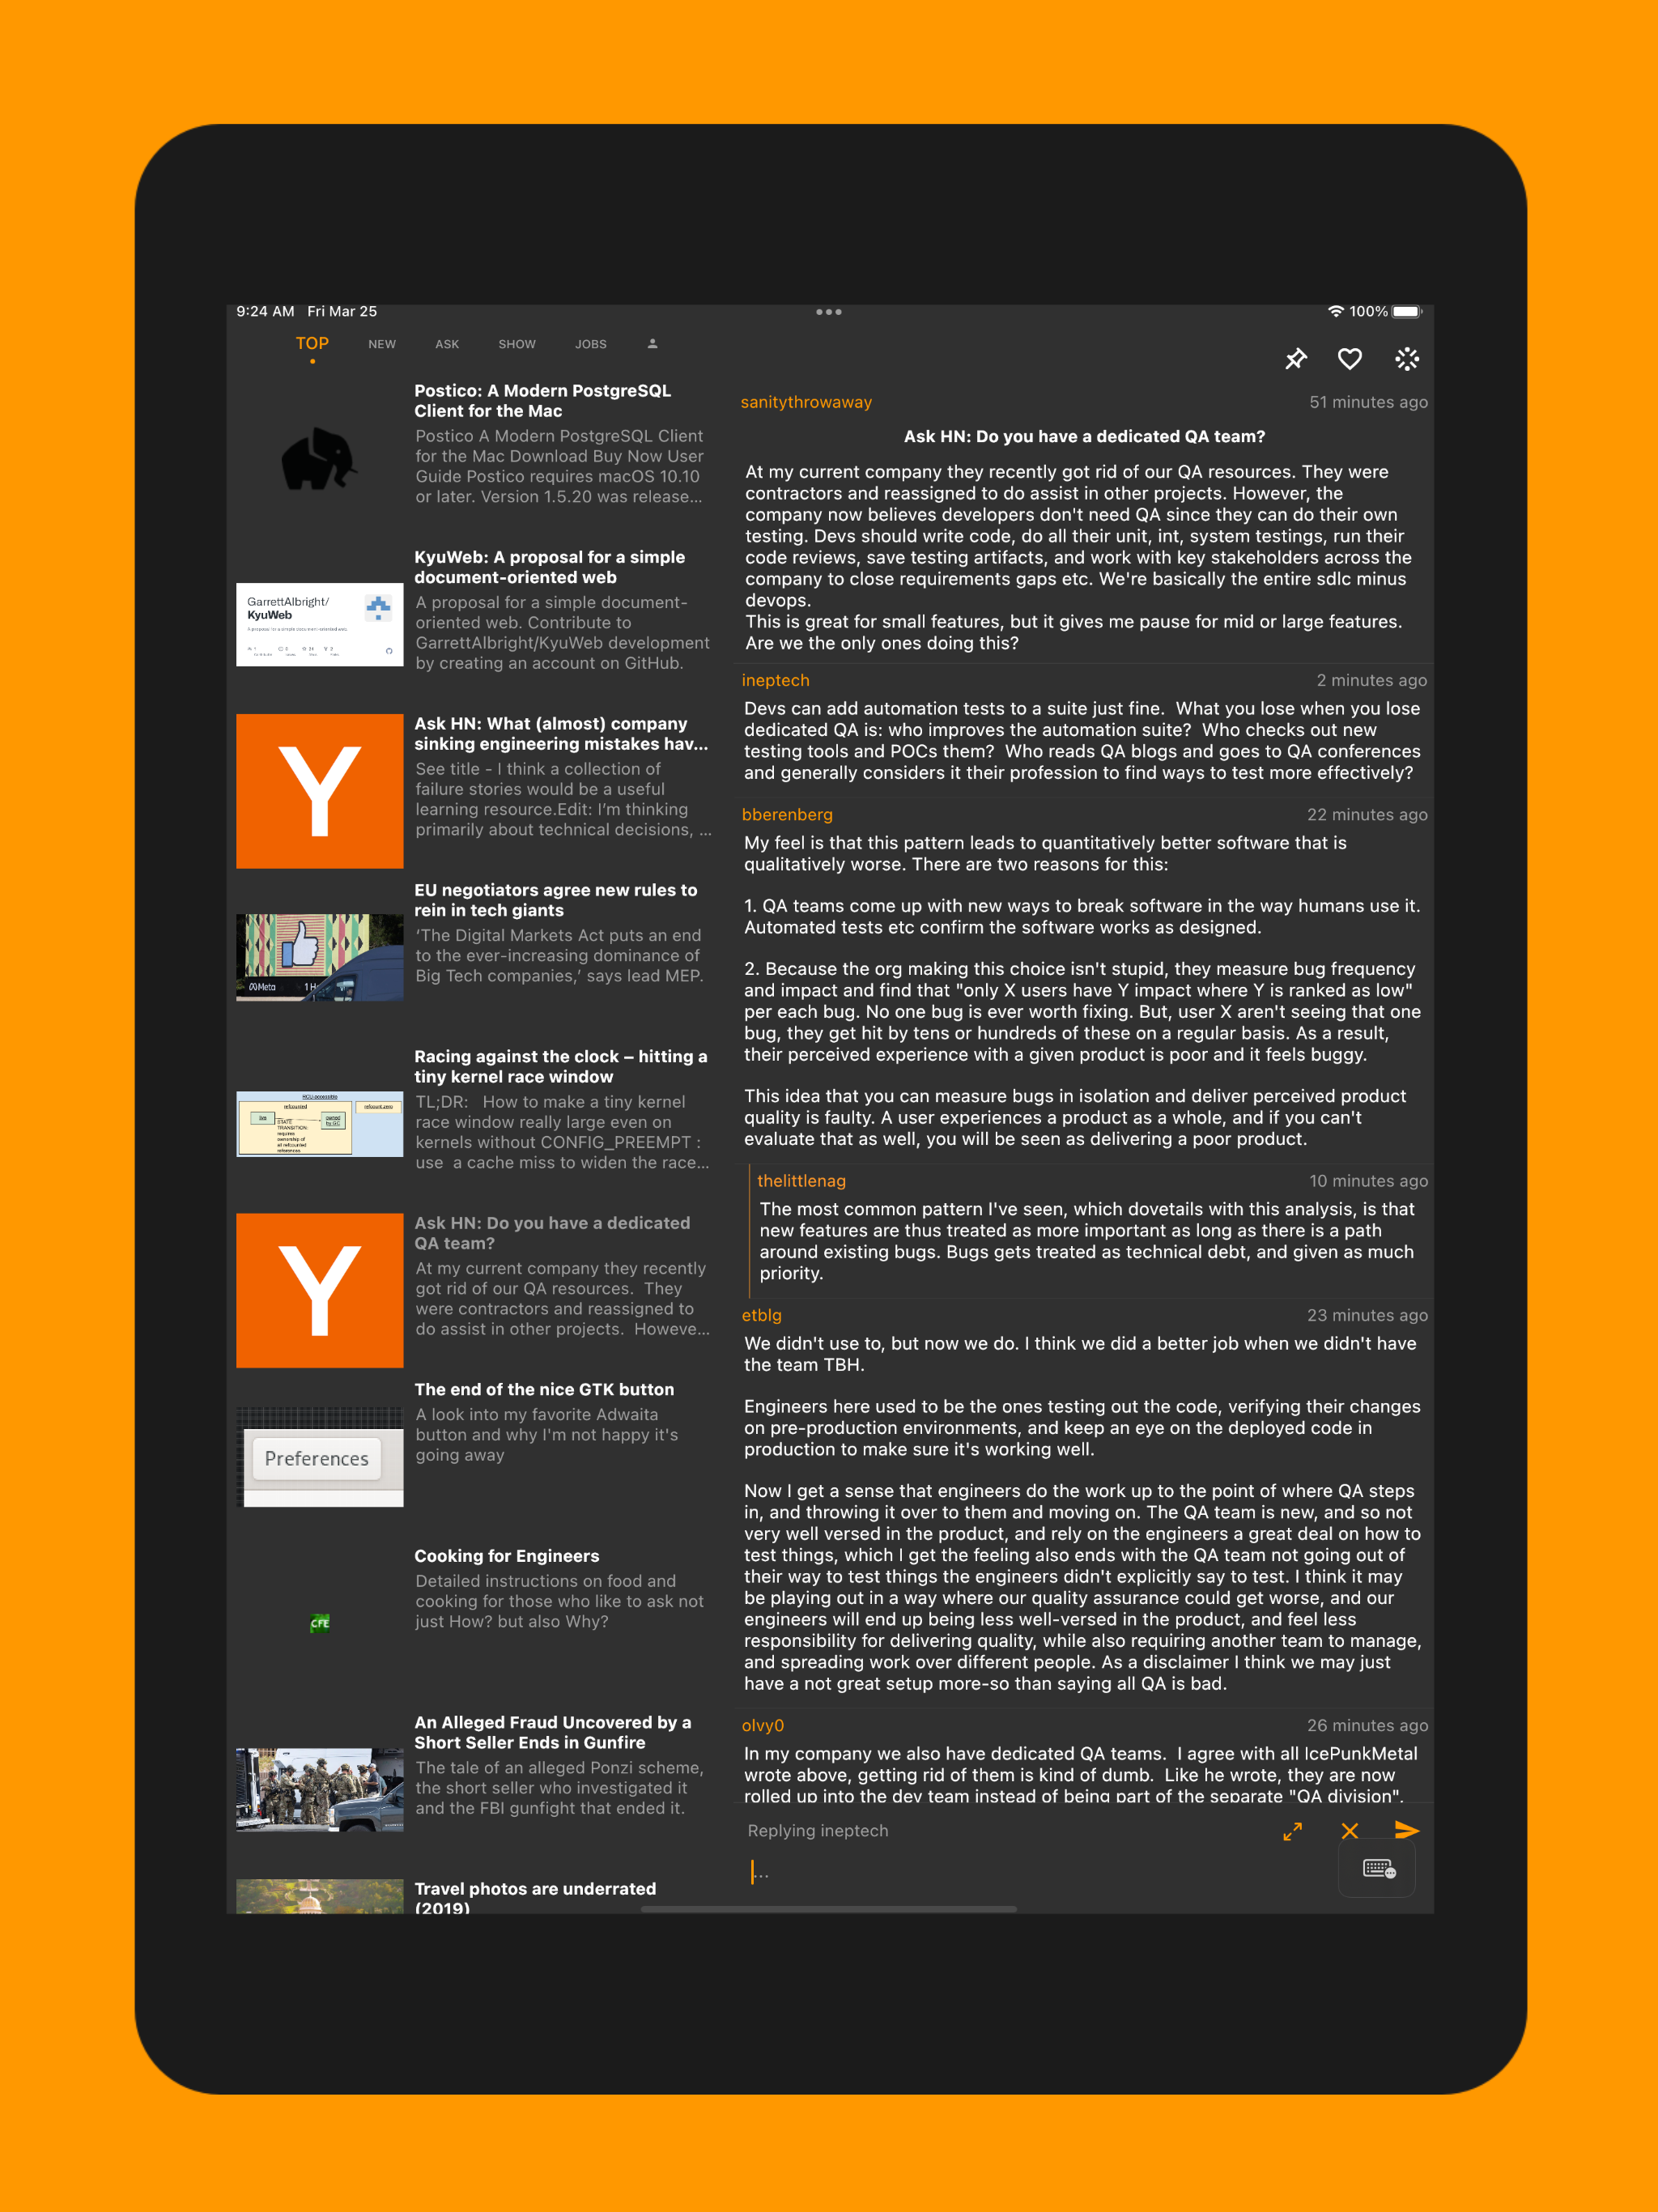 9:24 AM Fri Mar 25
100%
TOP
NEW
ASK
SHOW
JOBS
Postico: A Modern PostgreSQL
Client for the Mac
Postico A Modern PostgreSQL Client
for the Mac Download Buy Now User
Guide Postico requires macOS 10.10
or later. Version 1.5.20 was release...
KyuWeb: A proposal for a simple
document-oriented web
A proposal for a simple document-
oriented web. Contribute to
GarrettAlbright/KyuWeb development
by creating an account on GitHub.
GarrettAlbright/
KyuWeb
A proposal for a simple document-oriented web.
Ask HN: What (almost) company
sinking engineering mistakes hav...
See title - I think a collection of
failure stories would be a useful
learning resource.Edit: I'm thinking
primarily about technical decisions, ...
Y
EU negotiators agree new rules to
rein in tech giants
‘The Digital Markets Act puts an end
to the ever-increasing dominance of
Big Tech companies,’ says lead MEP.
Meta
1 H
Racing against the clock – hitting a
tiny kernel race window
TL;DR: How to make a tiny kernel
race window really large even on
kernels without CONFIG_PREEMPT :
use a cache miss to widen the race...
RCU-accessible
refcounted
refcount zero
live
STATE
TRANSITION:
requires
ownership of
all refcounted
references
owned
by GC
Ask HN: Do you have a dedicated
QA team?
At my current company they recently
got rid of our QA resources. They
were contractors and reassigned to
do assist in other projects. Howeve...
Y
The end of the nice GTK button
A look into my favorite Adwaita
button and why I'm not happy it's
going away
Preferences
Cooking for Engineers
Detailed instructions on food and
cooking for those who like to ask not
just How? but also Why?
CFE
An Alleged Fraud Uncovered by a
Short Seller Ends in Gunfire
The tale of an alleged Ponzi scheme,
the short seller who investigated it
and the FBI gunfight that ended it.
Travel photos are underrated
(2019)
sanitythrowaway
51 minutes ago
Ask HN: Do you have a dedicated QA team?
At my current company they recently got rid of our QA resources. They were
contractors and reassigned to do assist in other projects. However, the
company now believes developers don't need QA since they can do their own
testing. Devs should write code, do all their unit, int, system testings, run their
code reviews, save testing artifacts, and work with key stakeholders across the
company to close requirements gaps etc. We're basically the entire sdlc minus
devops.
This is great for small features, but it gives me pause for mid or large features.
Are we the only ones doing this?
ineptech
2 minutes ago
Devs can add automation tests to a suite just fine. What you lose when you lose
dedicated QA is: who improves the automation suite? Who checks out new
testing tools and POCs them? Who reads QA blogs and goes to QA conferences
and generally considers it their profession to find ways to test more effectively?
bberenberg
22 minutes ago
My feel is that this pattern leads to quantitatively better software that is
qualitatively worse. There are two reasons for this:
1. QA teams come up with new ways to break software in the way humans use it.
Automated tests etc confirm the software works as designed.
2. Because the org making this choice isn't stupid, they measure bug frequency
and impact and find that "only X users have Y impact where Y is ranked as low"
per each bug. No one bug is ever worth fixing. But, user X aren't seeing that one
bug, they get hit by tens or hundreds of these on a regular basis. As a result,
their perceived experience with a given product is poor and it feels buggy.
This idea that you can measure bugs in isolation and deliver perceived product
quality is faulty. A user experiences a product as a whole, and if you can't
evaluate that as well, you will be seen as delivering a poor product.
thelittlenag
10 minutes ago
The most common pattern I've seen, which dovetails with this analysis, is that
new features are thus treated as more important as long as there is a path
around existing bugs. Bugs gets treated as technical debt, and given as much
priority.
etblg
23 minutes ago
We didn't use to, but now we do. I think we did a better job when we didn't have
the team TBH.
Engineers here used to be the ones testing out the code, verifying their changes
on pre-production environments, and keep an eye on the deployed code in
production to make sure it's working well.
Now I get a sense that engineers do the work up to the point of where QA steps
in, and throwing it over to them and moving on. The QA team is new, and so not
very well versed in the product, and rely on the engineers a great deal on how to
test things, which I get the feeling also ends with the QA team not going out of
their way to test things the engineers didn't explicitly say to test. I think it may
be playing out in a way where our quality assurance could get worse, and our
engineers will end up being less well-versed in the product, and feel less
responsibility for delivering quality, while also requiring another team to manage,
and spreading work over different people. As a disclaimer I think we may just
have a not great setup more-so than saying all QA is bad.
olvy0
26 minutes ago
In my company we also have dedicated QA teams. I agree with all IcePunkMetal
wrote above, getting rid of them is kind of dumb. Like he wrote, they are now
rolled up into the dev team instead of being part of the separate "QA division".
Replying ineptech
...